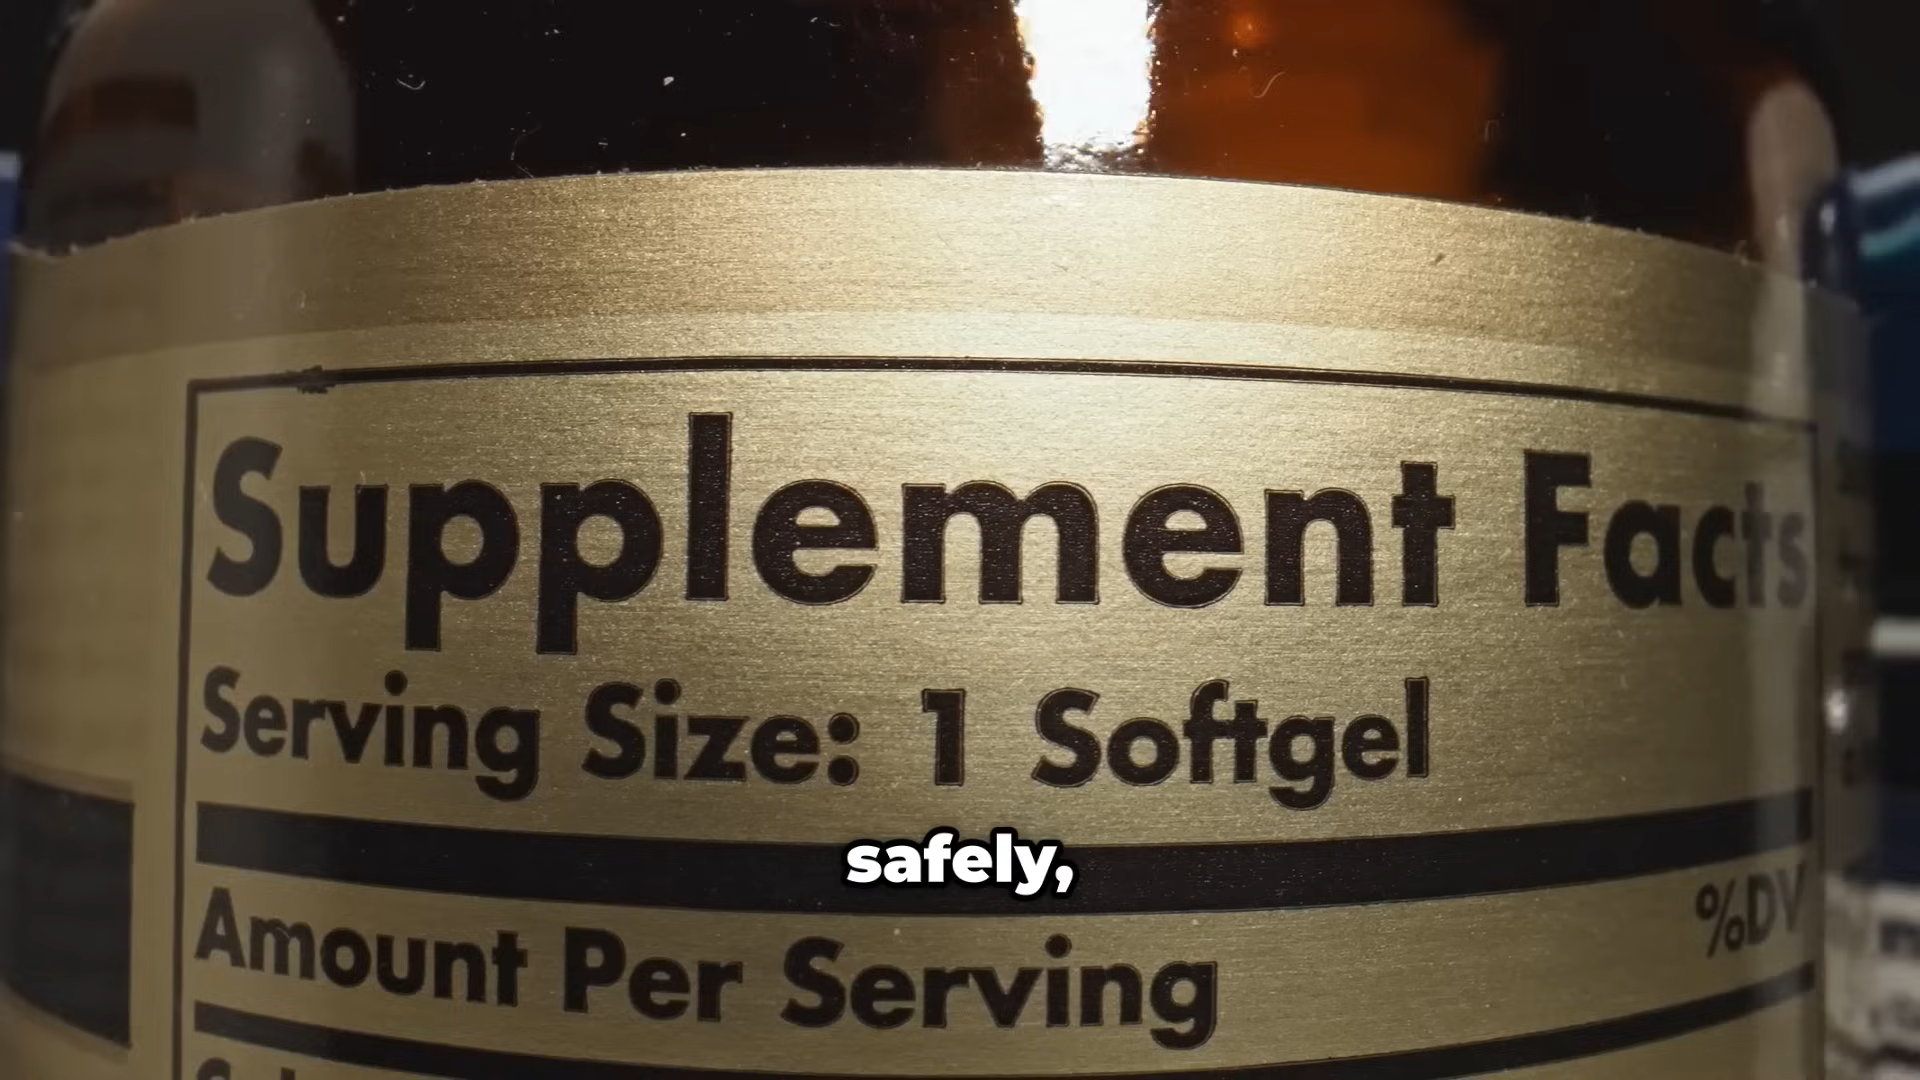 Supplement Facts
Serving Size: 1 Softgel
safely,
%DV
Amount Per Serving